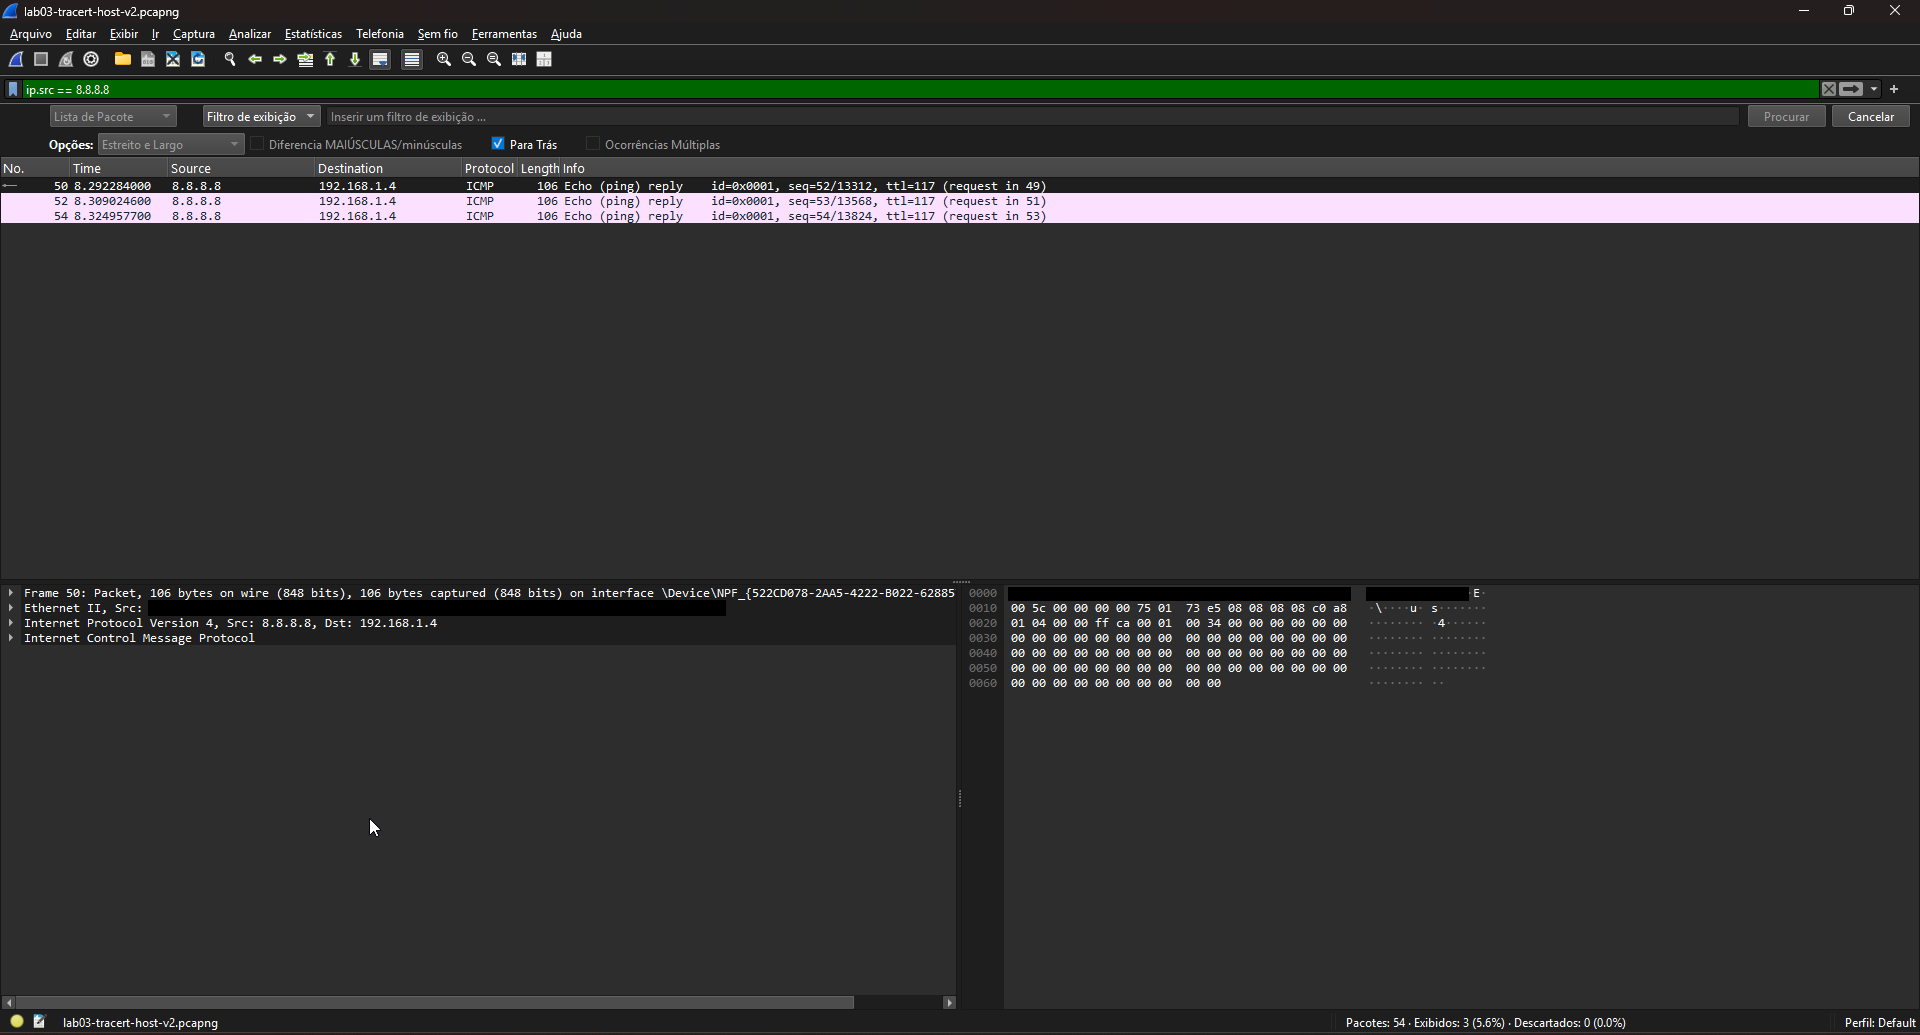 lab03-tracert-host-v2.pcapng
Arquivo Editar Exibir Ir Captura Analizar Estatísticas Telefonia Sem fio Ferramentas Ajuda
ip.src == 8.8.8.8
Lista de Pacote Filtro de exibição Inserir um filtro de exibição ... Procurar Cancelar
Opções: Estreito e Largo Diferencia MAIÚSCULAS/minúsculas Para Trás Ocorrências Múltiplas
No. Time Source Destination Protocol Length Info
50 8.292284000 8.8.8.8 192.168.1.4 ICMP 106 Echo (ping) reply id=0x0001, seq=52/13312, ttl=117 (request in 49)
52 8.309024600 8.8.8.8 192.168.1.4 ICMP 106 Echo (ping) reply id=0x0001, seq=53/13568, ttl=117 (request in 51)
54 8.324957700 8.8.8.8 192.168.1.4 ICMP 106 Echo (ping) reply id=0x0001, seq=54/13824, ttl=117 (request in 53)
Frame 50: Packet, 106 bytes on wire (848 bits), 106 bytes captured (848 bits) on interface \Device\NPF_{522CD078-2AA5-4222-B022-62885
Ethernet II, Src:
Internet Protocol Version 4, Src: 8.8.8.8, Dst: 192.168.1.4
Internet Control Message Protocol
0000 ·E·
0010 00 5c 00 00 00 00 75 01 73 e5 08 08 08 08 c0 a8 ·\····u· s·······
0020 01 04 00 00 ff ca 00 01 00 34 00 00 00 00 00 00 ········ ·4······
0030 00 00 00 00 00 00 00 00 00 00 00 00 00 00 00 00 ········ ········
0040 00 00 00 00 00 00 00 00 00 00 00 00 00 00 00 00 ········ ········
0050 00 00 00 00 00 00 00 00 00 00 00 00 00 00 00 00 ········ ········
0060 00 00 00 00 00 00 00 00 00 00 ········ ··
lab03-tracert-host-v2.pcapng
Pacotes: 54 · Exibidos: 3 (5.6%) · Descartados: 0 (0.0%)
Perfil: Default